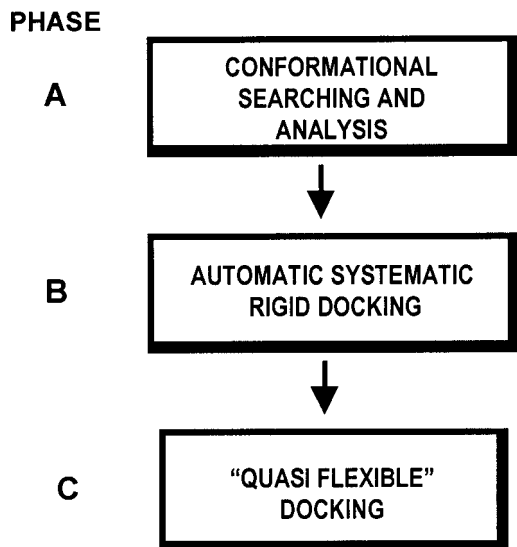 PHASE
A
CONFORMATIONAL
SEARCHING AND
ANALYSIS
B
AUTOMATIC SYSTEMATIC
RIGID DOCKING
C
“QUASI FLEXIBLE”
DOCKING